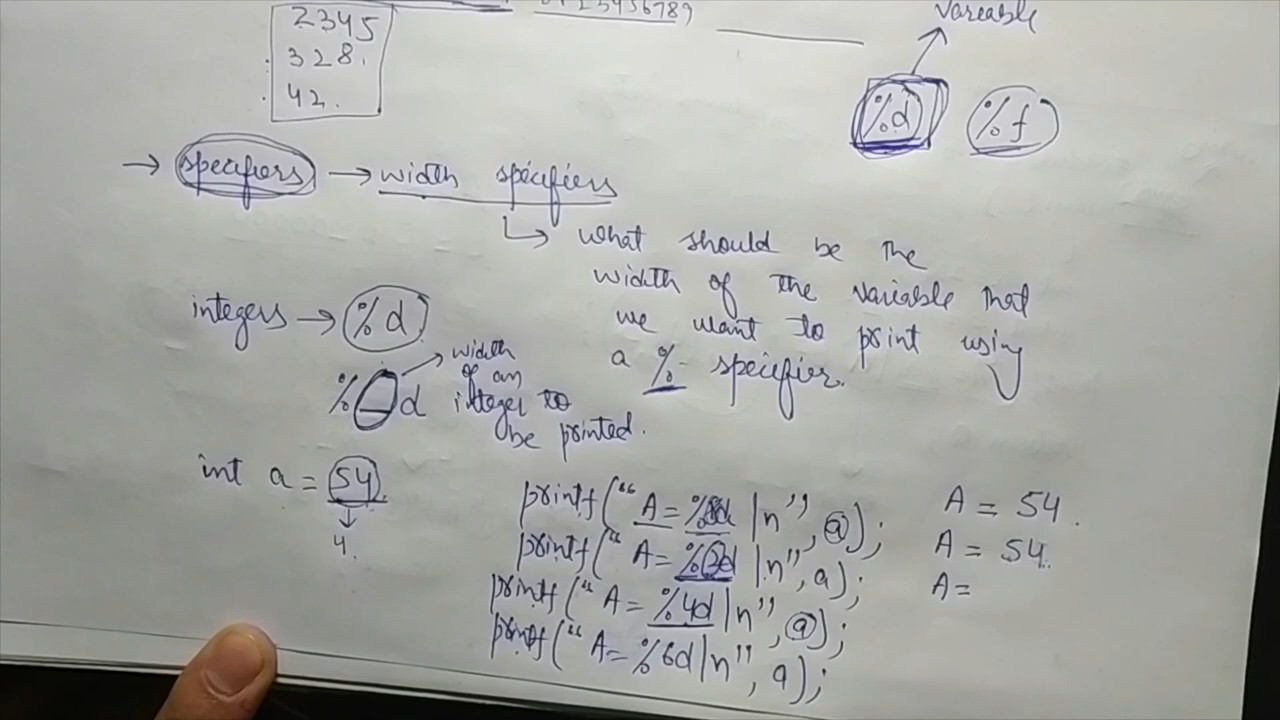 variable
2345
328.
42.
%d %f
→ specifiers → width specifiers
↳ what should be the
width of the variable that
we want to print using
a % specifier.
integers → %d
%_d → width
of an
integer to
be printed.
int a = 54
4.
printf("A=%d \n", a);
printf("A=%2d \n", a);
printf("A=%4d\n", a);
printf("A=%6d\n", a);
A = 54.
A = 54.
A =